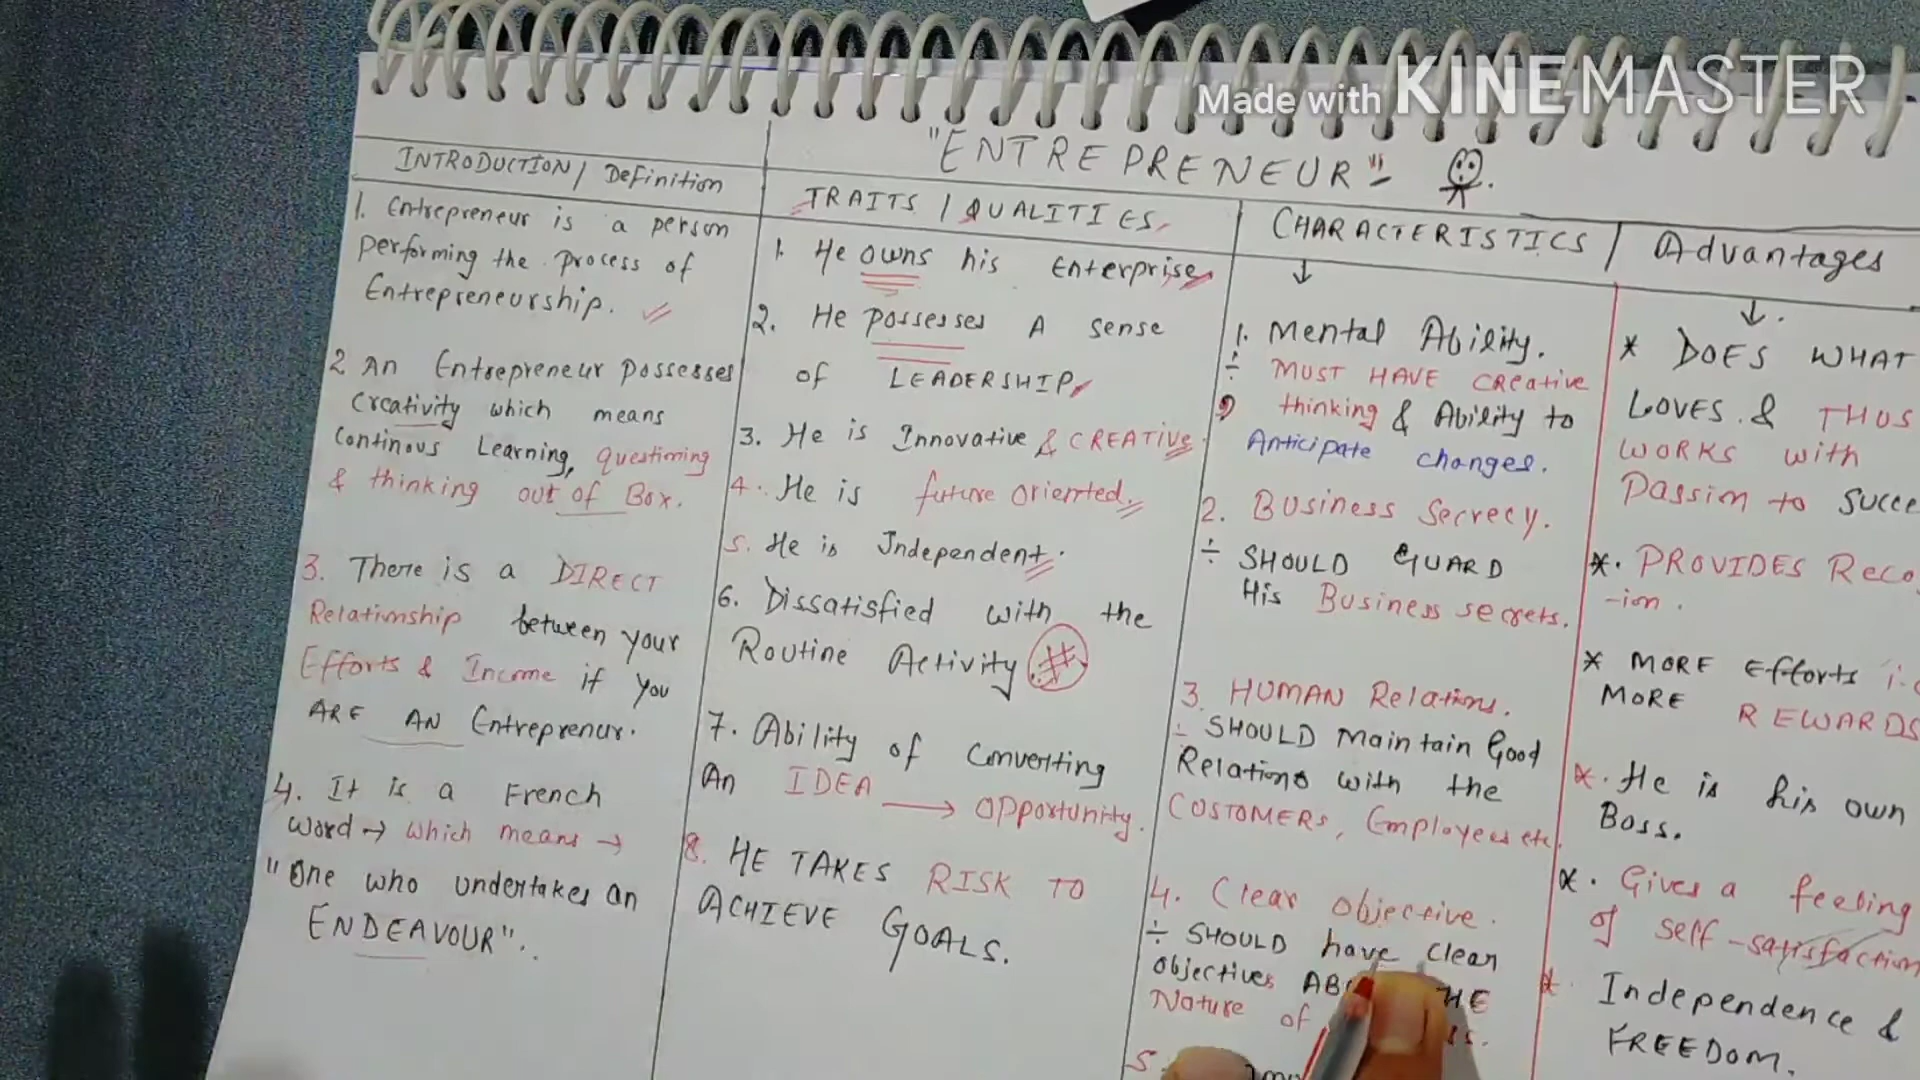 Made with KINEMASTER
"ENTREPRENEUR"
INTRODUCTION / Definition
1. Entrepreneur is a person
performing the process of
Entrepreneurship.
2 An Entrepreneur possesses
Creativity which means
continous Learning, questining
& thinking out of Box.
3. There is a DIRECT
Relatinship between your
Efforts & Income if you
ARE AN Entreprenur.
4. It is a French
word → which means →
"One who undertakes an
ENDEAVOUR".
TRAITS / QUALITIES
1. He owns his Enterprise
2. He possesses A sense
of LEADERSHIP
3. He is Innovative & CREATIVE.
4. He is future oriented.
5. He is Independent.
6. Dissatisfied with the
Routine Activity #
7. Ability of converting
An IDEA → opportunity.
8. HE TAKES RISK TO
ACHIEVE GOALS.
CHARACTERISTICS /
↓
1. Mental Ability.
÷ MUST HAVE creative
thinking & Ability to
Anticipate changes.
2. Business Secrecy.
÷ SHOULD GUARD
His Business secrets.
3. HUMAN Relations.
÷ SHOULD maintain Good
Relations with the
CUSTOMERS, Employees etc.
4. Clear objective.
÷ SHOULD have clear
objectives
Nature of
5.
Advantages
↓.
* DOES WHAT
LOVES. & THUS
WORKS with
Passion to
*. PROVIDES
-ion.
* MORE Efforts
MORE REWARDS
*. He is his own
Boss.
*. Gives a feeling
of self-satisfaction
* Independence &
FREEDOM.